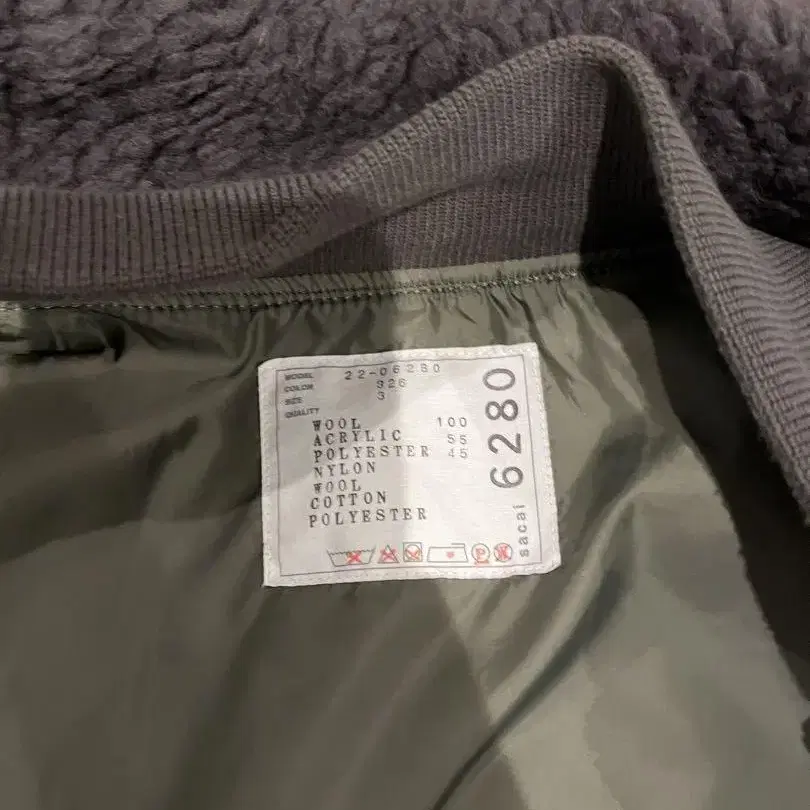 MODEL 22-06280
COLOR 326
SIZE 3
QUALITY
WOOL 100
ACRYLIC 55
POLYESTER 45
NYLON
WOOL
COTTON
POLYESTER
sacai 6280